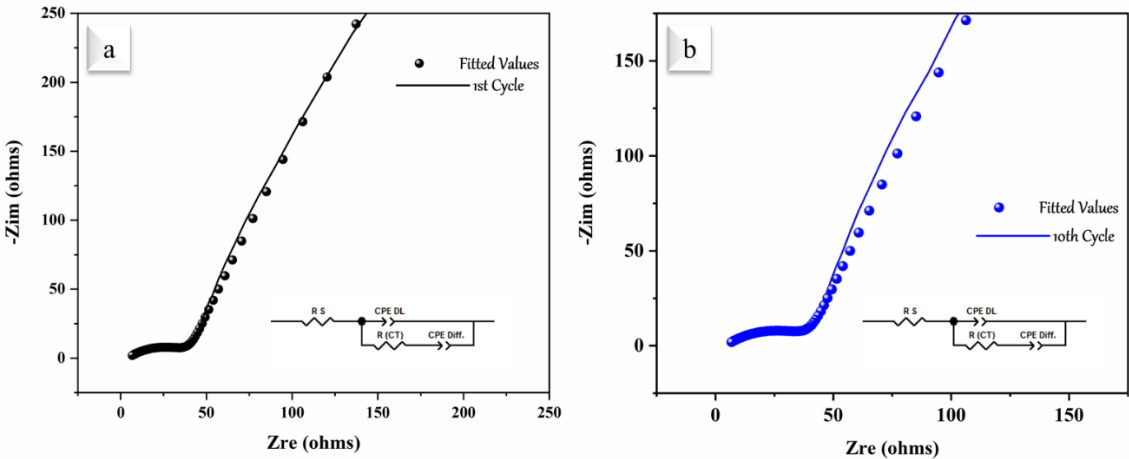 a
-Zim (ohms)
250
200
150
100
50
0
0
50
100
150
200
250
Zre (ohms)
Fitted Values
1st Cycle
R S
CPE DL
R (CT)
CPE Diff.
b
-Zim (ohms)
150
100
50
0
0
50
100
150
Zre (ohms)
Fitted Values
10th Cycle
R S
CPE DL
R (CT)
CPE Diff.